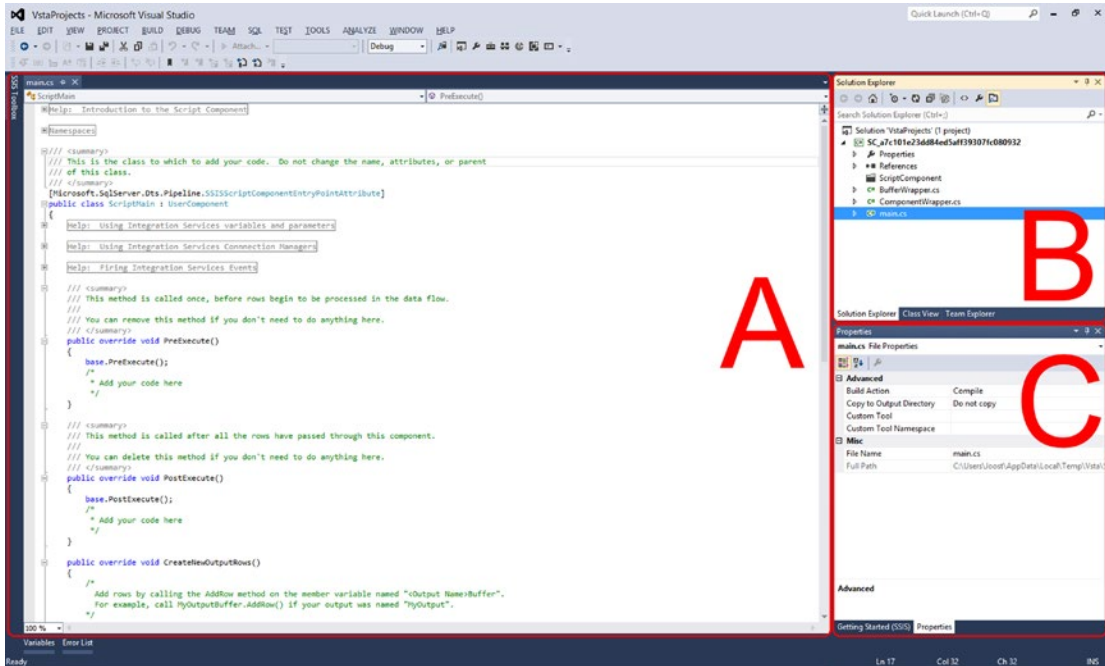 VstaProjects - Microsoft Visual Studio
Quick Launch (Ctrl+Q)
FILE EDIT VIEW PROJECT BUILD DEBUG TEAM SQL TOOLS TEST ANALYZE WINDOW HELP
Attach...
Debug
SSIS Toolbox
main.cs
ScriptMain
PreExecute()
Help: Introduction to the Script Component
Namespaces
/// <summary>
/// This is the class to which to add your code. Do not change the name, attributes, or parent
/// of this class.
/// </summary>
[Microsoft.SqlServer.Dts.Pipeline.SSISScriptComponentEntryPointAttribute]
public class ScriptMain : UserComponent
{
Help: Using Integration Services variables and parameters
Help: Using Integration Services Connnection Managers
Help: Firing Integration Services Events
/// <summary>
/// This method is called once, before rows begin to be processed in the data flow.
///
/// You can remove this method if you don't need to do anything here.
/// </summary>
public override void PreExecute()
{
base.PreExecute();
/*
* Add your code here
*/
}
/// <summary>
/// This method is called after all the rows have passed through this component.
///
/// You can delete this method if you don't need to do anything here.
/// </summary>
public override void PostExecute()
{
base.PostExecute();
/*
* Add your code here
*/
}
public override void CreateNewOutputRows()
{
/*
Add rows by calling the AddRow method on the member variable named "<Output Name>Buffer".
For example, call MyOutputBuffer.AddRow() if your output was named "MyOutput".
*/
100 %
A
Solution Explorer
Search Solution Explorer (Ctrl+;)
Solution 'VstaProjects' (1 project)
SC_a7c101e23dd84ed5aff39307fc080932
Properties
References
ScriptComponent
BufferWrapper.cs
ComponentWrapper.cs
main.cs
B
Solution Explorer Class View Team Explorer
Properties
main.cs File Properties
Advanced
Build Action Compile
Copy to Output Directory Do not copy
Custom Tool
Custom Tool Namespace
Misc
File Name main.cs
Full Path C:\Users\Joost\AppData\Local\Temp\Vsta\
C
Advanced
Getting Started (SSIS) Properties
Variables Error List
Ready
Ln 17 Col 32 Ch 32 INS